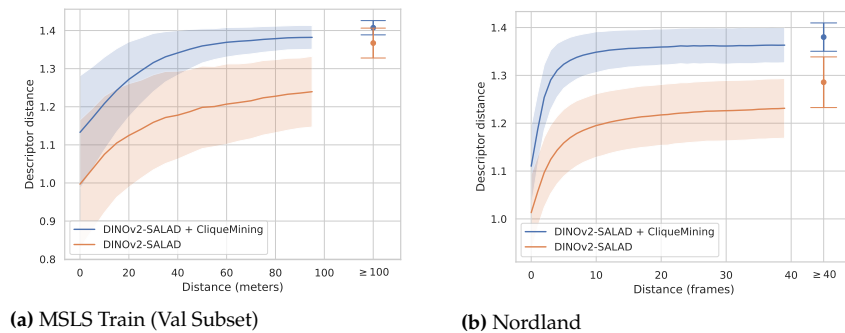 1.4
1.3
1.2
1.1
1.0
0.9
0.8
Descriptor distance
DINOv2-SALAD + CliqueMining
DINOv2-SALAD
0 20 40 60 80 100 ≥100
Distance (meters)
(a) MSLS Train (Val Subset)
1.4
1.3
1.2
1.1
1.0
Descriptor distance
DINOv2-SALAD + CliqueMining
DINOv2-SALAD
0 10 20 30 40 ≥40
Distance (frames)
(b) Nordland